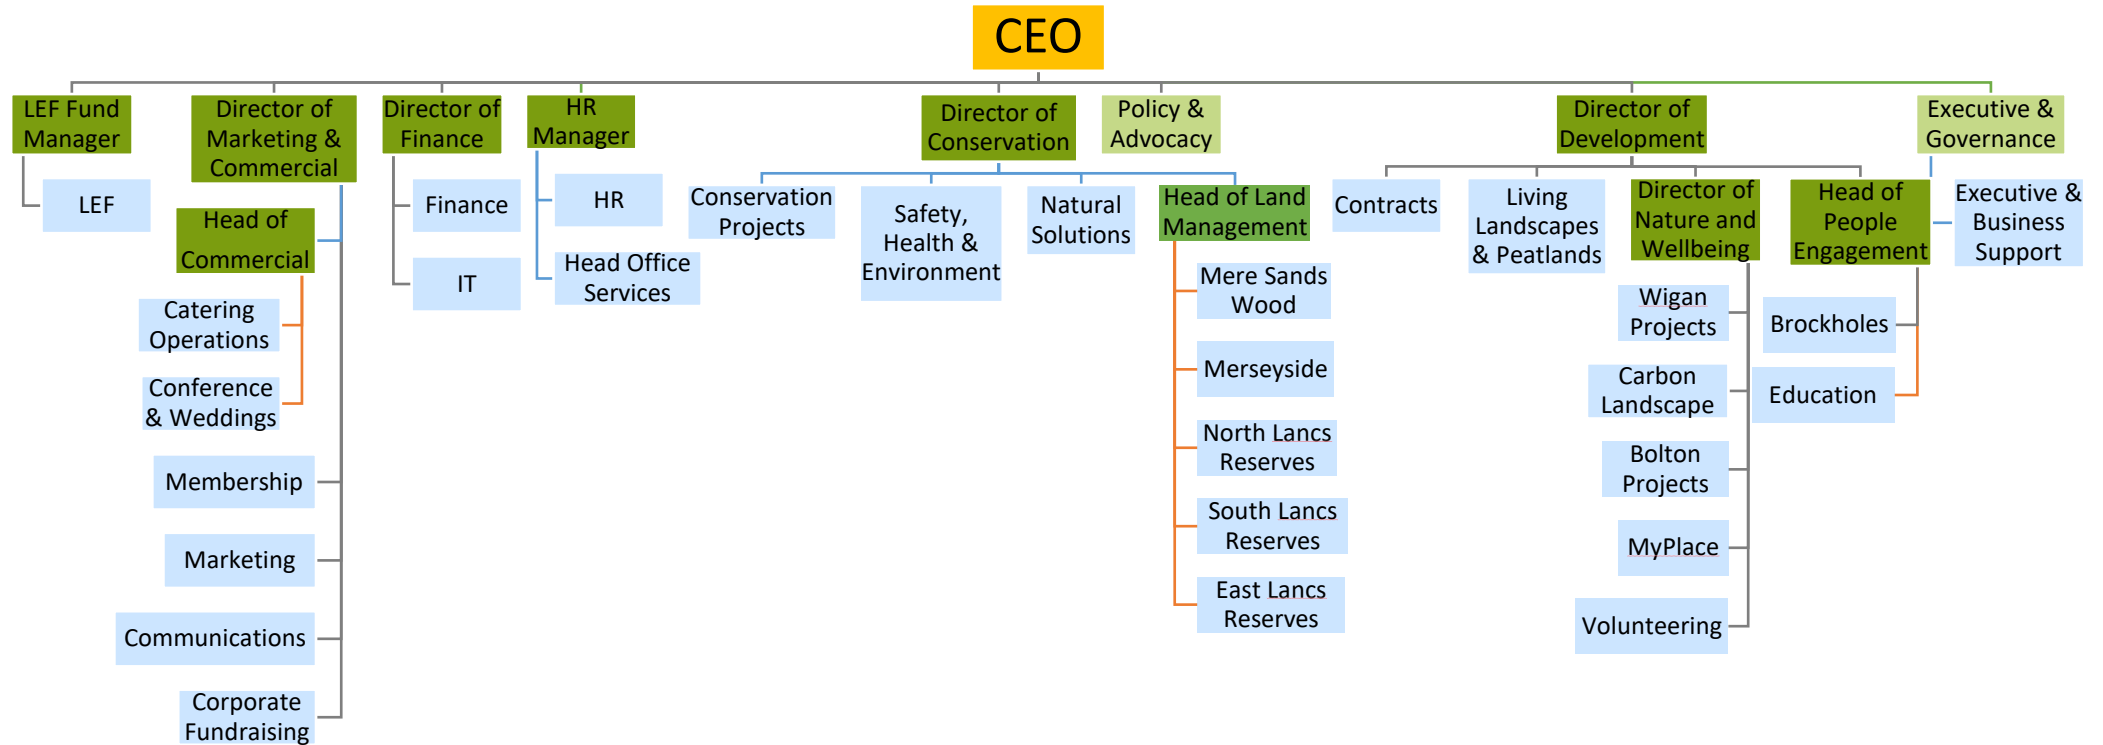 CEO
LEF Fund
Manager
Director of
Marketing &
Commercial
Director of
Finance
HR
Manager
Director of
Conservation
Policy &
Advocacy
Director of
Development
Executive &
Governance
LEF
Head of
Commercial
Catering
Operations
Conference
& Weddings
Membership
Marketing
Communications
Corporate
Fundraising
Finance
IT
HR
Head Office
Services
Conservation
Projects
Safety,
Health &
Environment
Natural
Solutions
Head of Land
Management
Mere Sands
Wood
Merseyside
North Lancs
Reserves
South Lancs
Reserves
East Lancs
Reserves
Contracts
Living
Landscapes
& Peatlands
Director of
Nature and
Wellbeing
Wigan
Projects
Carbon
Landscape
Bolton
Projects
MyPlace
Volunteering
Head of
People
Engagement
Brockholes
Education
Executive &
Business
Support